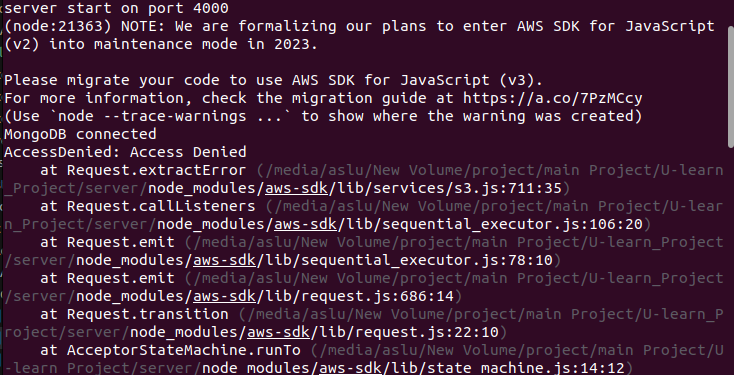 server start on port 4000
(node:21363) NOTE: We are formalizing our plans to enter AWS SDK for JavaScript
(v2) into maintenance mode in 2023.
Please migrate your code to use AWS SDK for JavaScript (v3).
For more information, check the migration guide at https://a.co/7PzMCcy
(Use `node --trace-warnings ...` to show where the warning was created)
MongoDB connected
AccessDenied: Access Denied
at Request.extractError (/media/aslu/New Volume/project/main Project/U-learn
_Project/server/node_modules/aws-sdk/lib/services/s3.js:711:35)
at Request.callListeners (/media/aslu/New Volume/project/main Project/U-lear
n_Project/server/node_modules/aws-sdk/lib/sequential_executor.js:106:20)
at Request.emit (/media/aslu/New Volume/project/main Project/U-learn_Project
/server/node_modules/aws-sdk/lib/sequential_executor.js:78:10)
at Request.emit (/media/aslu/New Volume/project/main Project/U-learn_Project
/server/node_modules/aws-sdk/lib/request.js:686:14)
at Request.transition (/media/aslu/New Volume/project/main Project/U-learn_P
roject/server/node_modules/aws-sdk/lib/request.js:22:10)
at AcceptorStateMachine.runTo (/media/aslu/New Volume/project/main Project/U
-learn_Project/server/node_modules/aws-sdk/lib/state_machine.js:14:12)